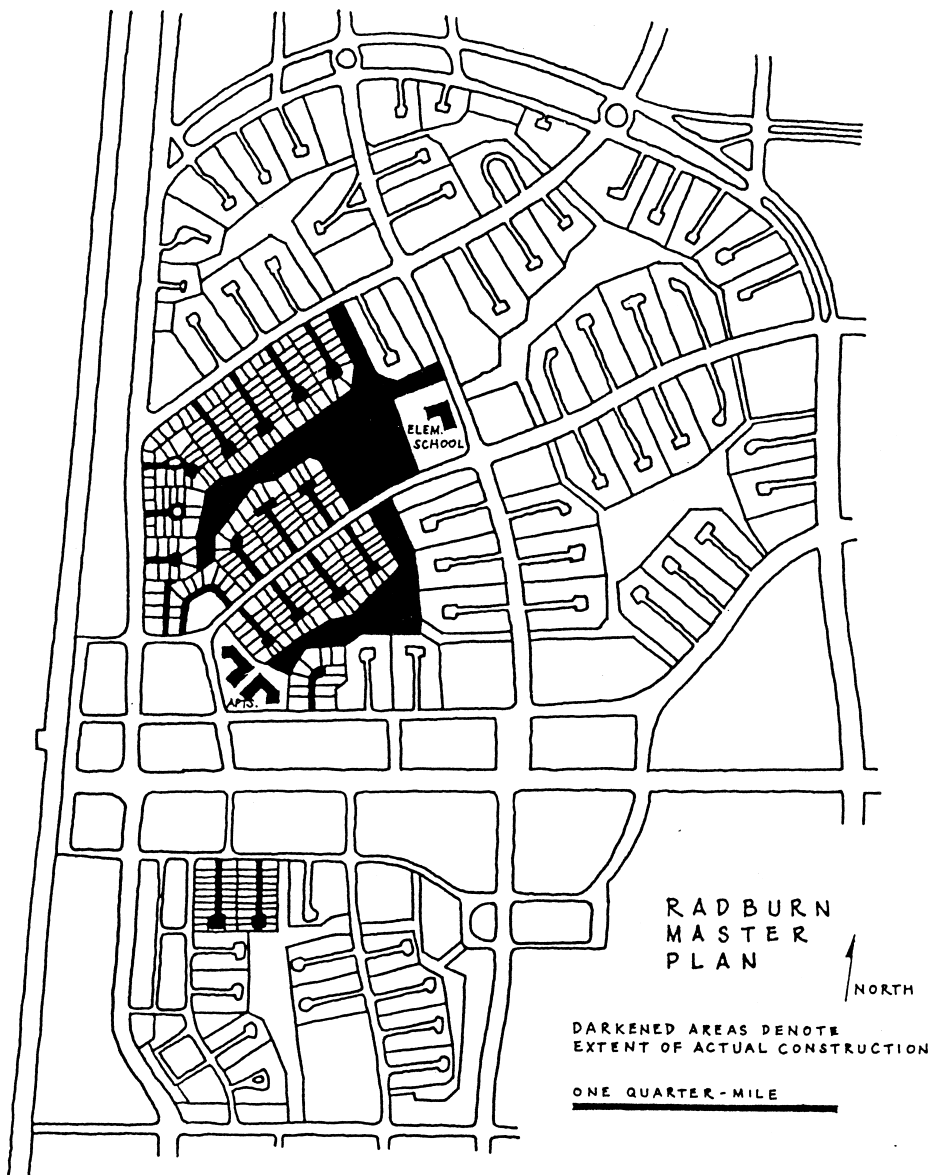 ELEM.
SCHOOL
APTS.
RADBURN
MASTER
PLAN
NORTH
DARKENED AREAS DENOTE
EXTENT OF ACTUAL CONSTRUCTION
ONE QUARTER-MILE